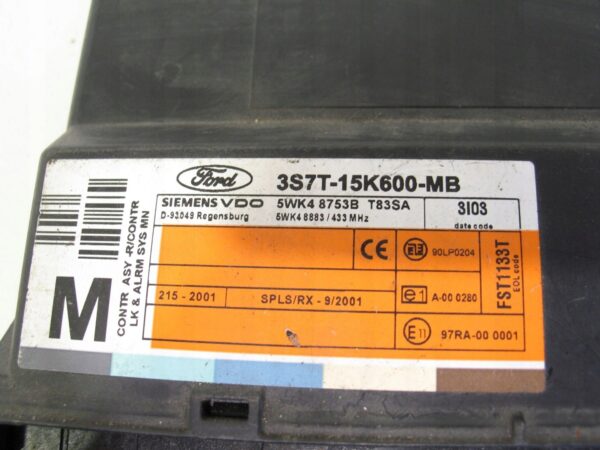 Ford
3S7T-15K600-MB
SIEMENS VDO 5WK4 8753B T83SA
D-93049 Regensburg 5WK4 8883 / 433 MHz
3103
date code
CE
90LP0204
215 - 2001
SPLS/RX - 9/2001
e1 A-00 0280
E11 97RA-00 0001
FST1133T
EOL code
M
CONTR ASY -R/CONTR
LK & ALRM SYS MN